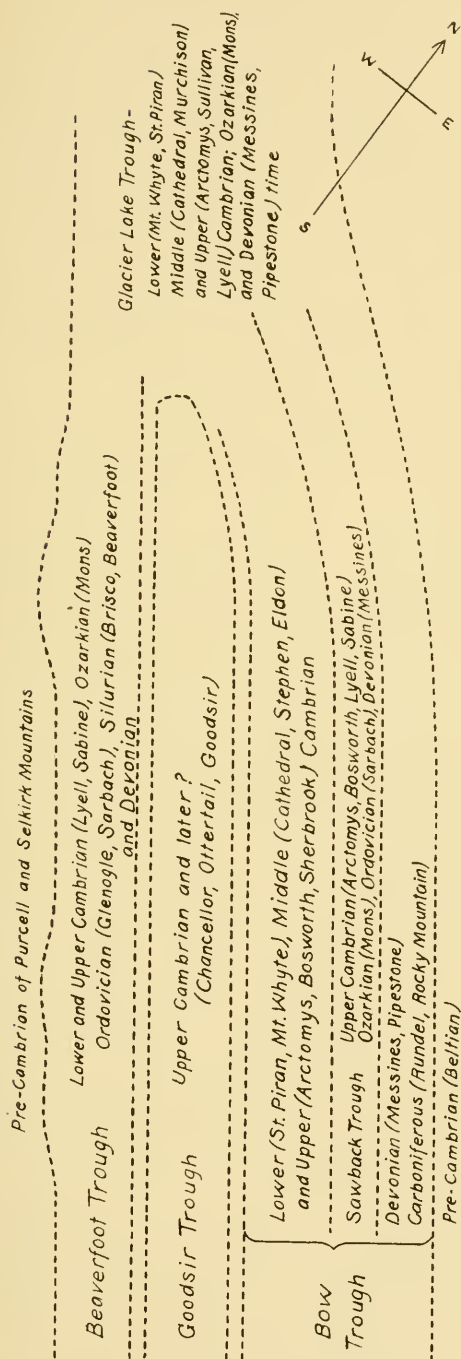 Pre-Cambrian of Purcell and Selkirk Mountains
Beaverfoot Trough
Lower and Upper Cambrian (Lyell, Sabine), Ozarkian (Mons)
Ordovician (Glenogle, Sarbach), Silurian (Brisco, Beaverfoot)
and Devonian
Goodsir Trough
Upper Cambrian and later?
(Chancellor, Ottertail, Goodsir)
Glacier Lake Trough-
Lower (Mt. Whyte, St. Piran)
Middle (Cathedral, Murchison)
and Upper (Arctomys, Sullivan,
Lyell) Cambrian; Ozarkian (Mons),
and Devonian (Messines,
Pipestone) time
Bow
Trough
Lower (St. Piran, Mt. Whyte), Middle (Cathedral, Stephen, Eldon)
and Upper (Arctomys, Bosworth, Sherbrook) Cambrian
Sawback Trough
Upper Cambrian (Arctomys, Bosworth, Lyell, Sabine)
Ozarkian (Mons), Ordovician (Sarbach), Devonian (Messines)
Devonian (Messines, Pipestone)
Carboniferous (Rundel, Rocky Mountain)
Pre-Cambrian (Beltian)
N
W
E
S